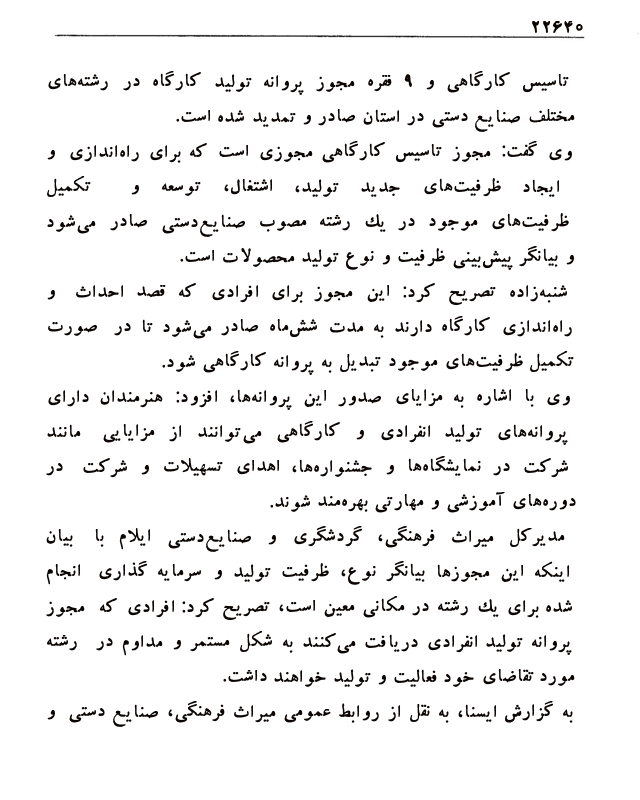 ۲۲۶۴۰
تاسیس کارگاهی و ۹ فقره مجوز پروانه تولید کارگاه در رشته‌های
مختلف صنایع دستی در استان صادر و تمدید شده است.
وی گفت: مجوز تاسیس کارگاهی مجوزی است که برای راه‌اندازی و
ایجاد ظرفیت‌های جدید تولید، اشتغال، توسعه و تکمیل
ظرفیت‌های موجود در یك رشته مصوب صنایع‌دستی صادر می‌شود
و بیانگر پیش‌بینی ظرفیت و نوع تولید محصولات است.
شنبه‌زاده تصریح کرد: این مجوز برای افرادی که قصد احداث و
راه‌اندازی کارگاه دارند به مدت شش‌ماه صادر می‌شود تا در صورت
تکمیل ظرفیت‌های موجود تبدیل به پروانه کارگاهی شود.
وی با اشاره به مزایای صدور این پروانه‌ها، افزود: هنرمندان دارای
پروانه‌های تولید انفرادی و کارگاهی می‌توانند از مزایایی مانند
شرکت در نمایشگاه‌ها و جشنواره‌ها، اهدای تسهیلات و شرکت در
دوره‌های آموزشی و مهارتی بهره‌مند شوند.
مدیرکل میراث فرهنگی، گردشگری و صنایع‌دستی ایلام با بیان
اینکه این مجوزها بیانگر نوع، ظرفیت تولید و سرمایه گذاری انجام
شده برای یك رشته در مکانی معین است، تصریح کرد: افرادی که مجوز
پروانه تولید انفرادی دریافت می‌کنند به شکل مستمر و مداوم در رشته
مورد تقاضای خود فعالیت و تولید خواهند داشت.
به گزارش ایسنا، به نقل از روابط عمومی میراث فرهنگی، صنایع دستی و